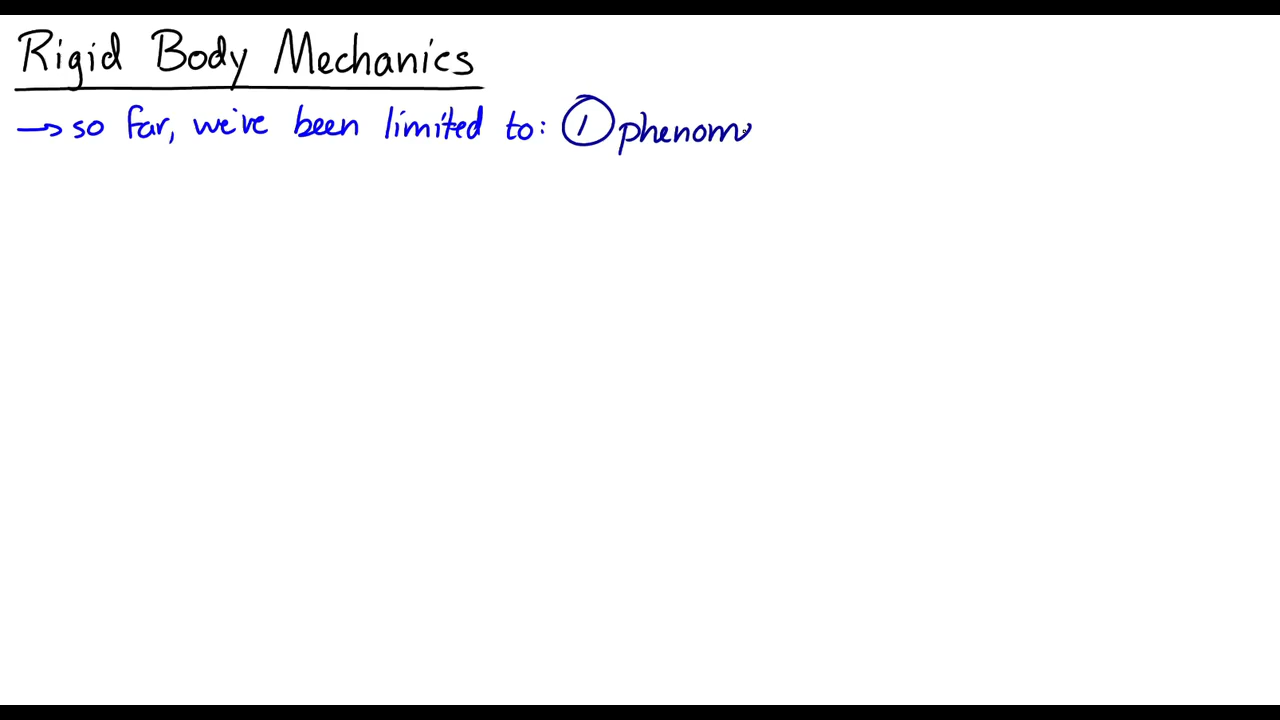 Rigid Body Mechanics
→ so far, we've been limited to: ① phenom